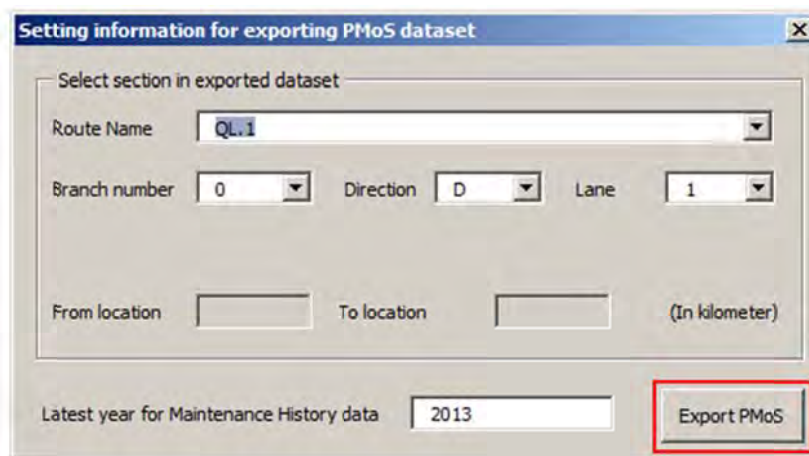 Setting information for exporting PMoS dataset
Select section in exported dataset
Route Name QL.1
Branch number 0 Direction D Lane 1
From location To location (In kilometer)
Latest year for Maintenance History data 2013 Export PMoS